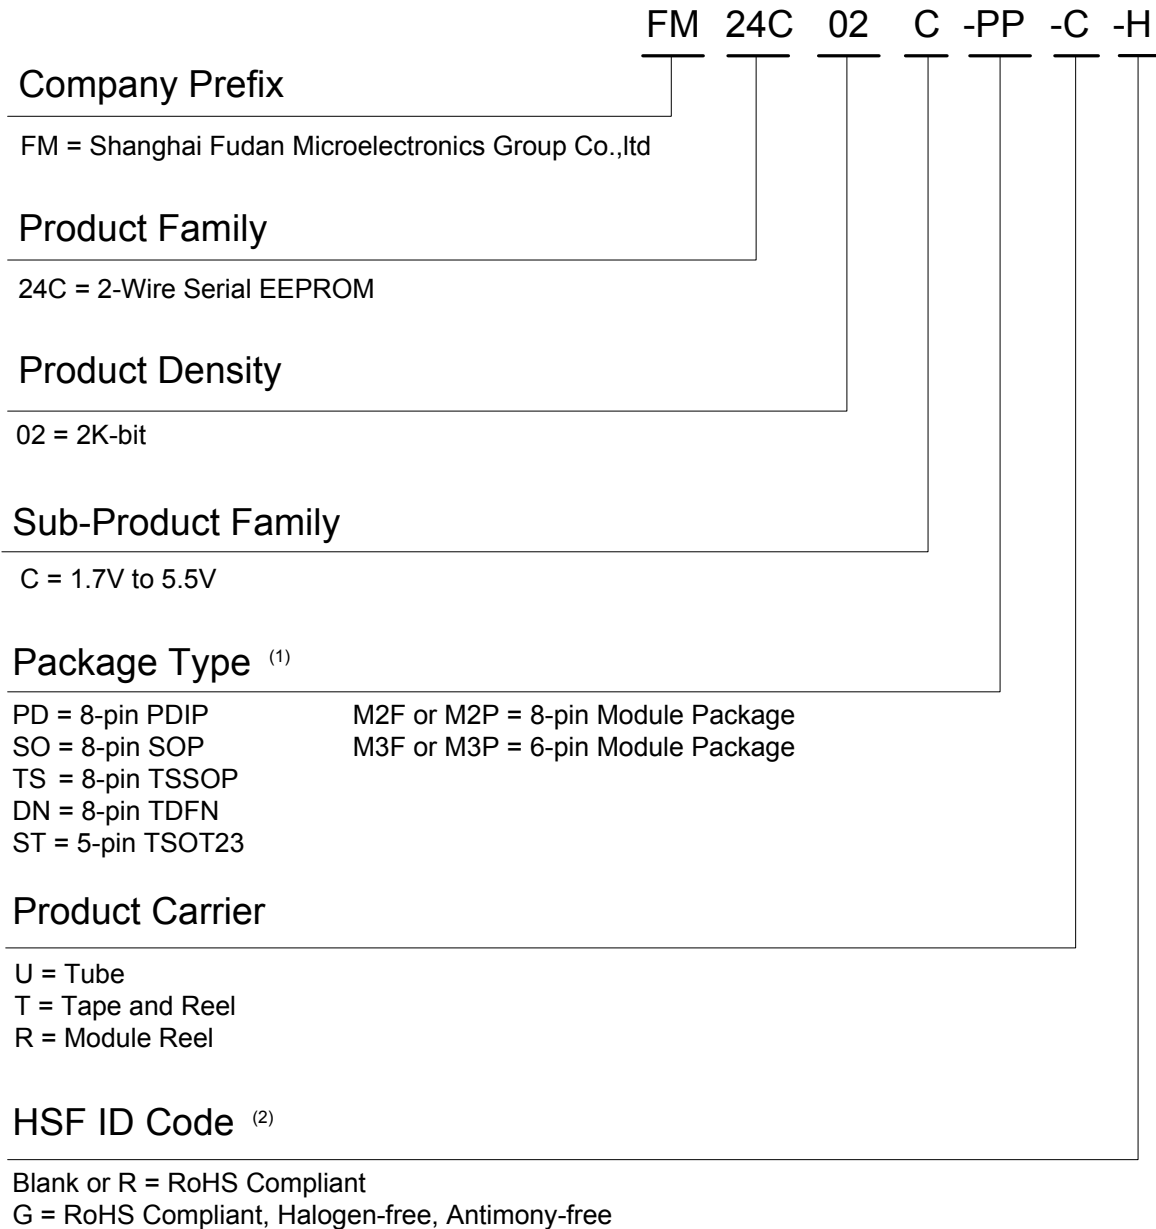 FM 24C 02 C -PP -C -H
Company Prefix
FM = Shanghai Fudan Microelectronics Group Co.,ltd
Product Family
24C = 2-Wire Serial EEPROM
Product Density
02 = 2K-bit
Sub-Product Family
C = 1.7V to 5.5V
Package Type (1)
PD = 8-pin PDIP M2F or M2P = 8-pin Module Package
SO = 8-pin SOP M3F or M3P = 6-pin Module Package
TS = 8-pin TSSOP
DN = 8-pin TDFN
ST = 5-pin TSOT23
Product Carrier
U = Tube
T = Tape and Reel
R = Module Reel
HSF ID Code (2)
Blank or R = RoHS Compliant
G = RoHS Compliant, Halogen-free, Antimony-free